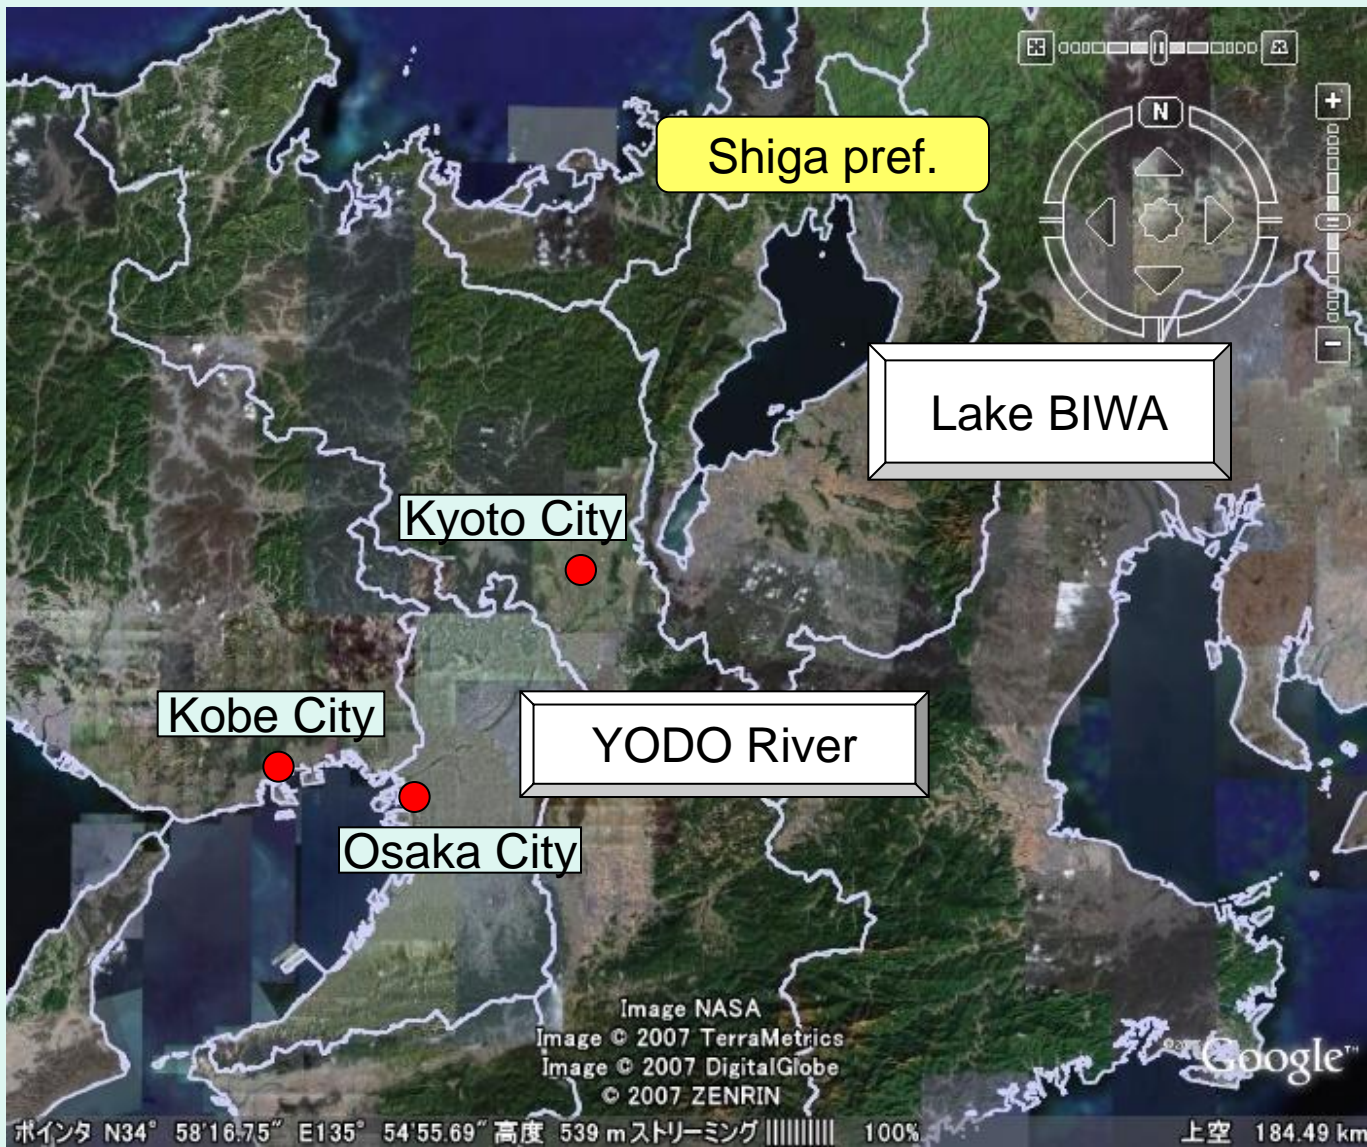 N
Shiga pref.
Lake BIWA
Kyoto City
Kobe City
YODO River
Osaka City
Image NASA
Image © 2007 TerraMetrics
Image © 2007 DigitalGlobe
© 2007 ZENRIN
Google™
ポインタ N34° 58'16.75" E135° 54'55.69" 高度 539 m ストリーミング ||||||||| 100% 上空 184.49 km